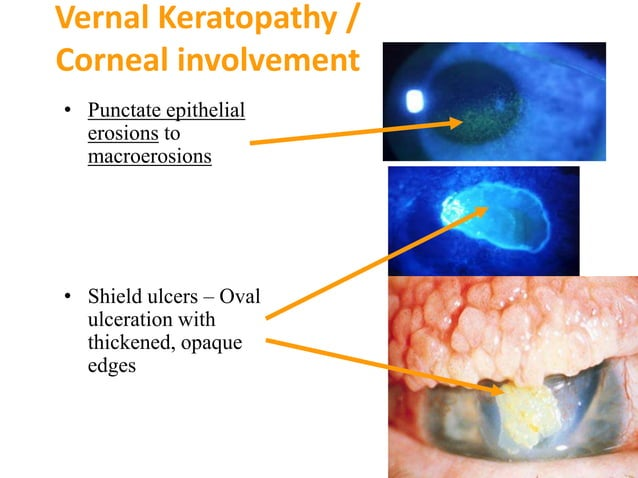 Vernal Keratopathy /
Corneal involvement
• Punctate epithelial
erosions to
macroerosions
• Shield ulcers – Oval
ulceration with
thickened, opaque
edges